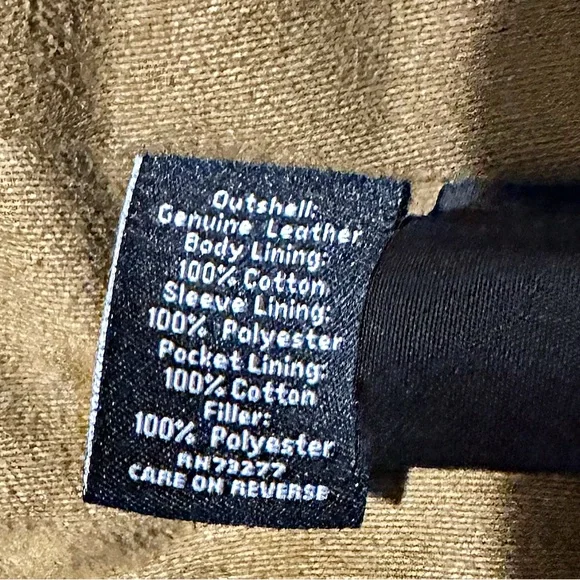 Outshell:
Genuine Leather
Body Lining:
100% Cotton
Sleeve Lining:
100% Polyester
Pocket Lining:
100% Cotton
Filler:
100% Polyester
RN73277
CARE ON REVERSE